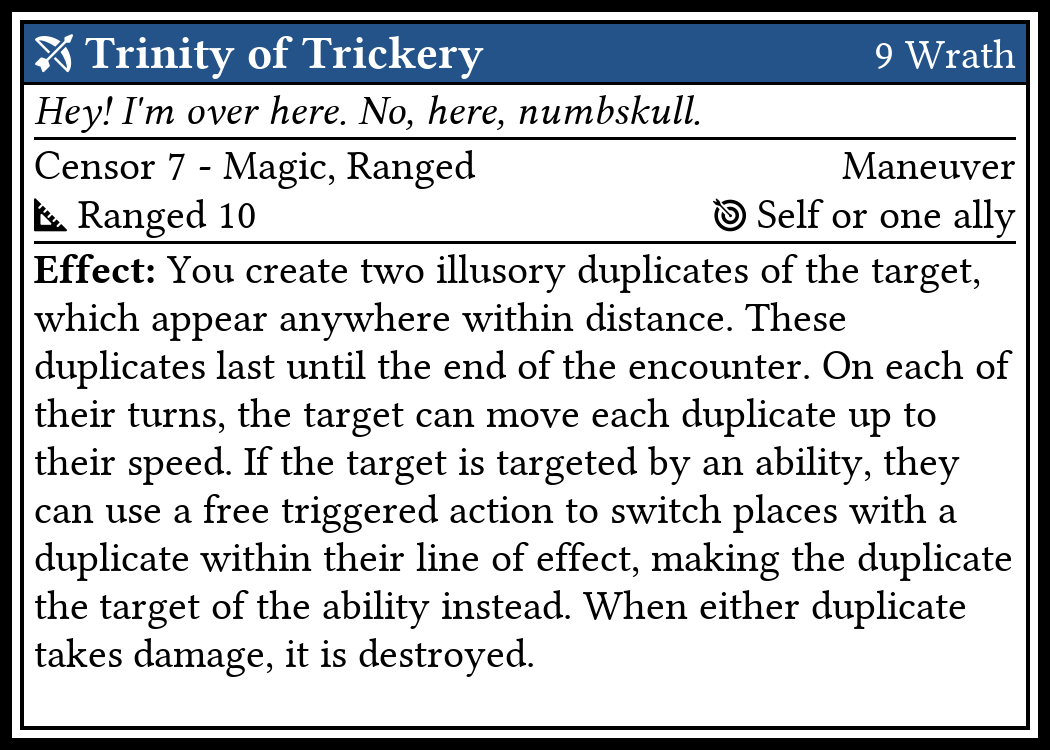 Trinity of Trickery 9 Wrath
Hey! I'm over here. No, here, numbskull.
Censor 7 - Magic, Ranged Maneuver
Ranged 10 Self or one ally
Effect: You create two illusory duplicates of the target,
which appear anywhere within distance. These
duplicates last until the end of the encounter. On each of
their turns, the target can move each duplicate up to
their speed. If the target is targeted by an ability, they
can use a free triggered action to switch places with a
duplicate within their line of effect, making the duplicate
the target of the ability instead. When either duplicate
takes damage, it is destroyed.